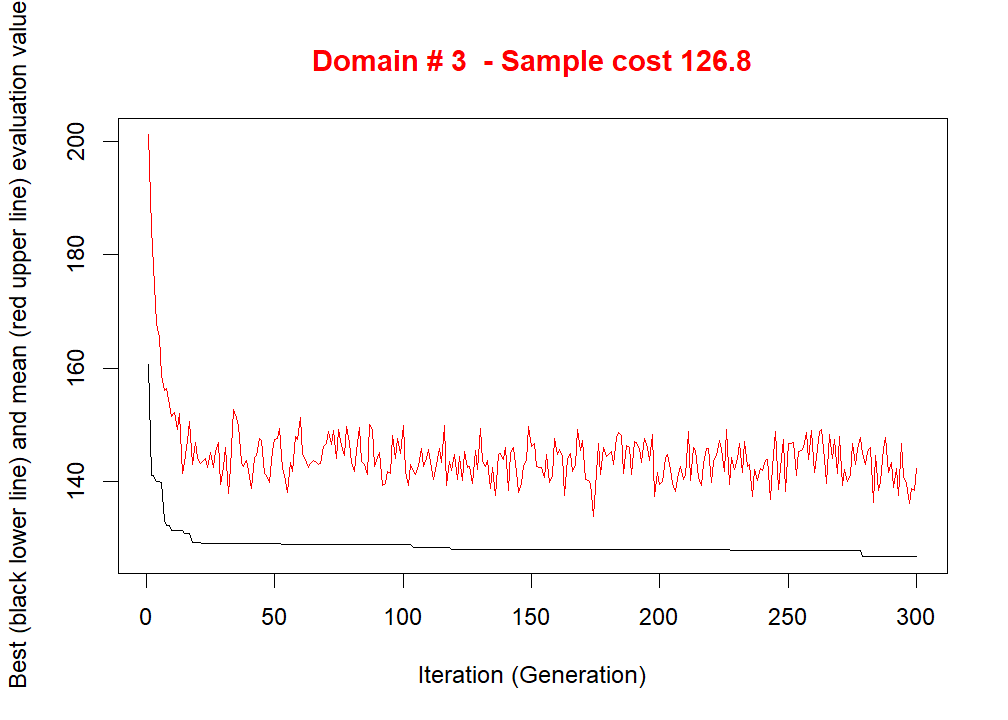 Domain # 3  - Sample cost 126.8
Best (black lower line) and mean (red upper line) evaluation value
200
180
160
140
0 50 100 150 200 250 300
Iteration (Generation)